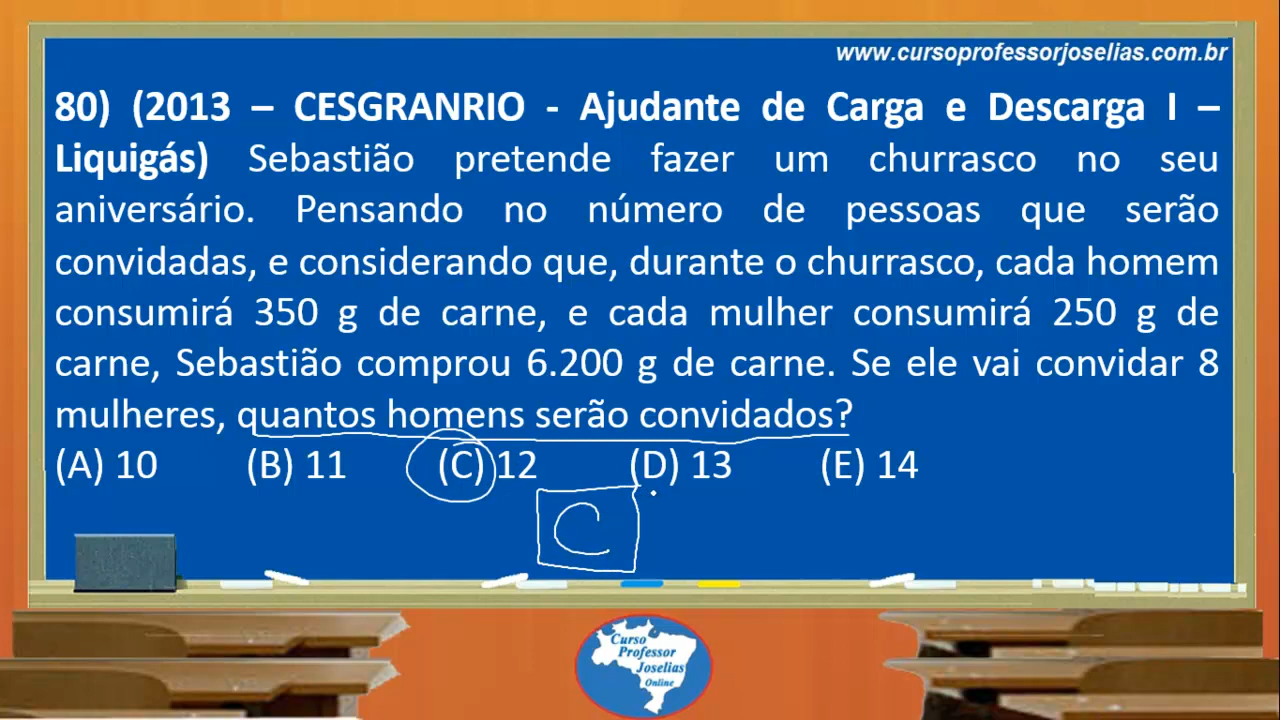 www.cursoprofessorjoselias.com.br
80) (2013 – CESGRANRIO - Ajudante de Carga e Descarga I –
Liquigás) Sebastião pretende fazer um churrasco no seu
aniversário. Pensando no número de pessoas que serão
convidadas, e considerando que, durante o churrasco, cada homem
consumirá 350 g de carne, e cada mulher consumirá 250 g de
carne, Sebastião comprou 6.200 g de carne. Se ele vai convidar 8
mulheres, quantos homens serão convidados?
(A) 10 (B) 11 (C) 12 (D) 13 (E) 14
C
Curso
Professor
Joselias
Online